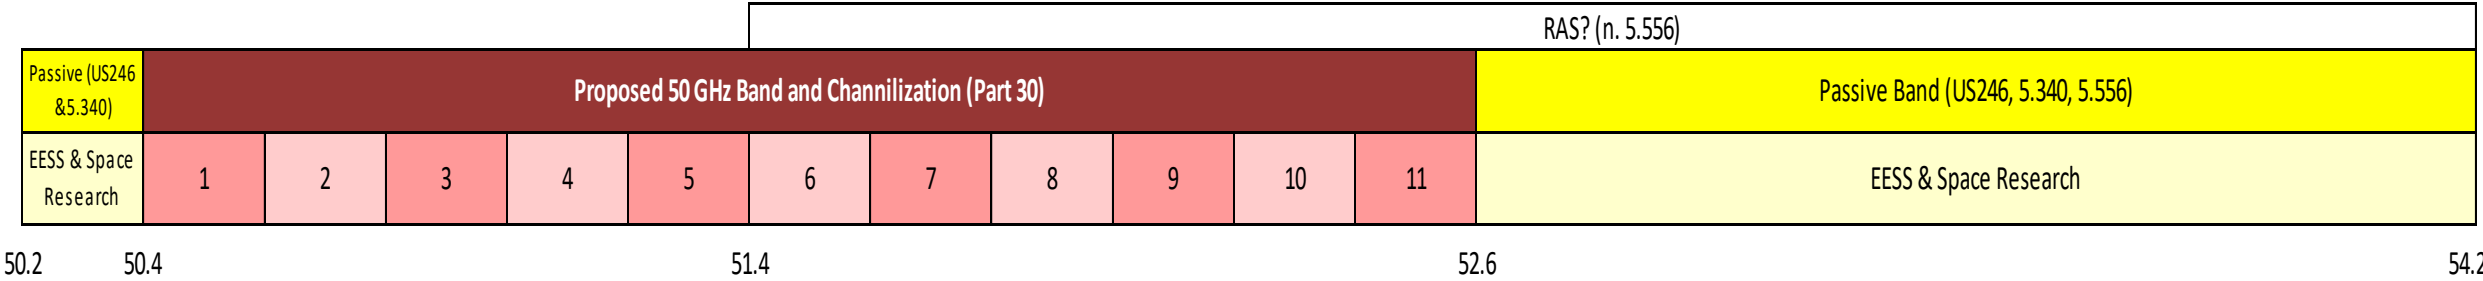 RAS? (n. 5.556)
Passive (US246
&5.340)
Proposed 50 GHz Band and Channilization (Part 30)
Passive Band (US246, 5.340, 5.556)
EESS & Space
Research
1
2
3
4
5
6
7
8
9
10
11
EESS & Space Research
50.2
50.4
51.4
52.6
54.2